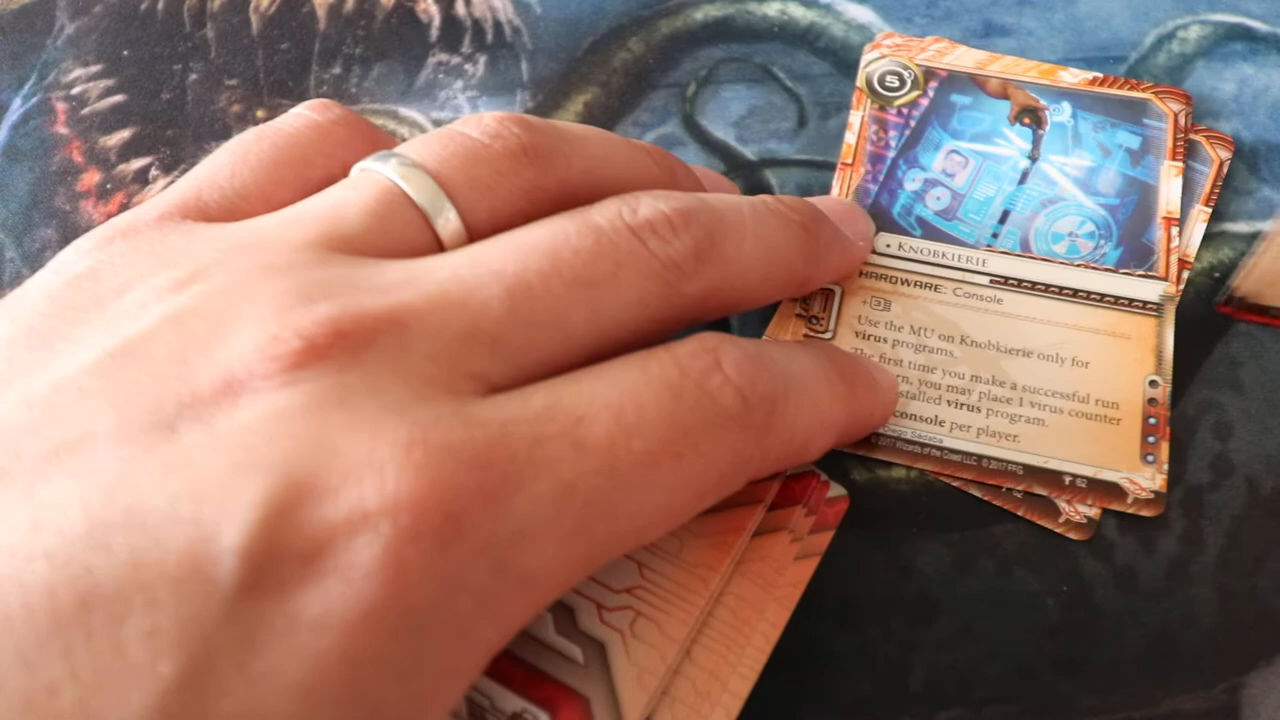 5
• KNOBKIERIE
HARDWARE: Console
+3
Use the MU on Knobkierie only for
virus programs.
The first time you make a successful run
rn, you may place 1 virus counter
stalled virus program.
console per player.
Diego Sádaba
© 2017 Wizards of the Coast LLC. © 2017 FFG
62
62